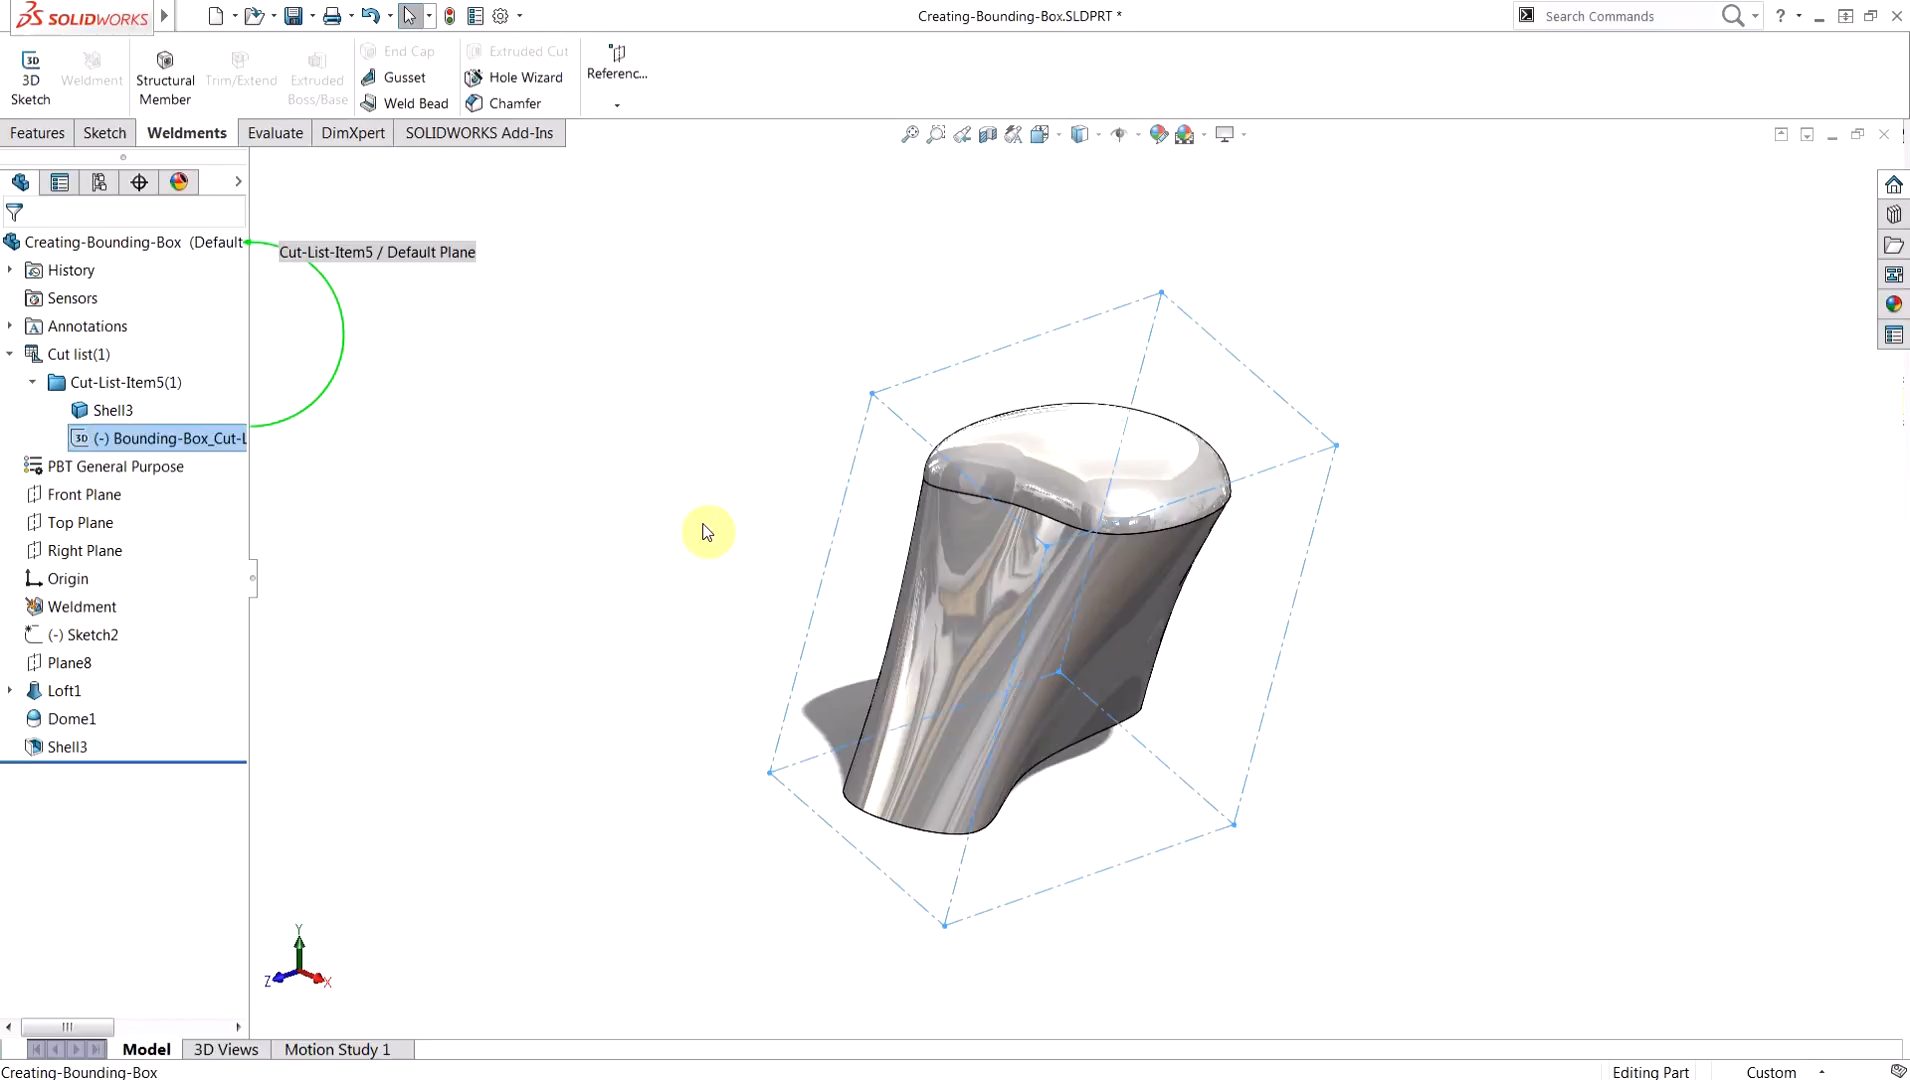 SOLIDWORKS
Creating-Bounding-Box.SLDPRT *
Search Commands
?
3D
Sketch
Weldment
Structural
Member
Trim/Extend
Extruded
Boss/Base
End Cap
Gusset
Weld Bead
Extruded Cut
Hole Wizard
Chamfer
Referenc...
Features
Sketch
Weldments
Evaluate
DimXpert
SOLIDWORKS Add-Ins
Creating-Bounding-Box (Default
Cut-List-Item5 / Default Plane
History
Sensors
Annotations
Cut list(1)
Cut-List-Item5(1)
Shell3
3D (-) Bounding-Box_Cut-L
PBT General Purpose
Front Plane
Top Plane
Right Plane
Origin
Weldment
(-) Sketch2
Plane8
Loft1
Dome1
Shell3
Y
Z
X
Model
3D Views
Motion Study 1
Creating-Bounding-Box
Editing Part
Custom